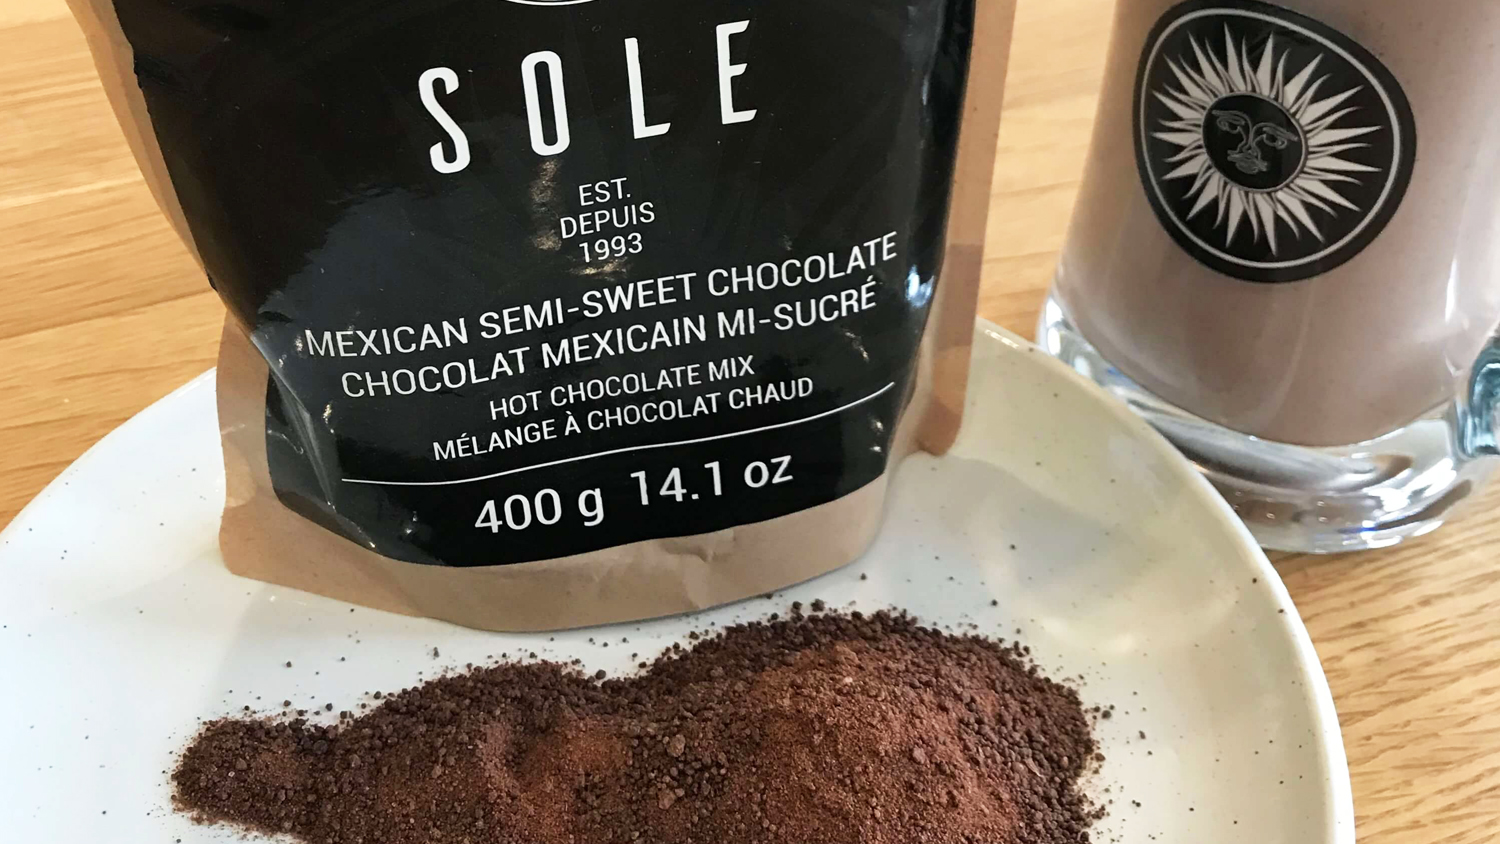 SOLE
EST.
DEPUIS
1993
MEXICAN SEMI-SWEET CHOCOLATE
CHOCOLAT MEXICAIN MI-SUCRÉ
HOT CHOCOLATE MIX
MÉLANGE À CHOCOLAT CHAUD
400 g 14.1 oz